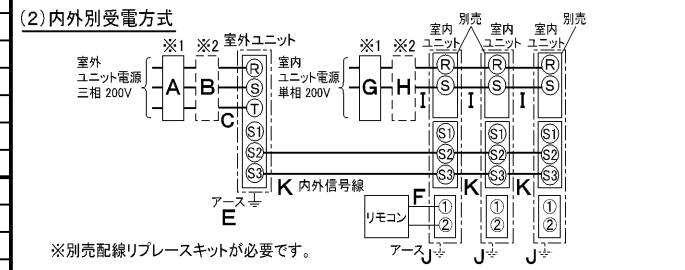 (2)内外別受電方式
※1 ※2 室外ユニット
室外
ユニット電源
三相 200V
A B C
R
S
T
S1
S2
S3
アース
E
※1 ※2
室内
ユニット電源
単相 200V
G H
室内
ユニット
別売
室内
ユニット
室内
ユニット
別売
R R R
S S S
I I I
S1 S1 S1
S2 S2 S2
S3 S3 S3
K 内外信号線
K K
F
リモコン
① ① ①
② ② ②
アース J J J
※別売配線リプレースキットが必要です。